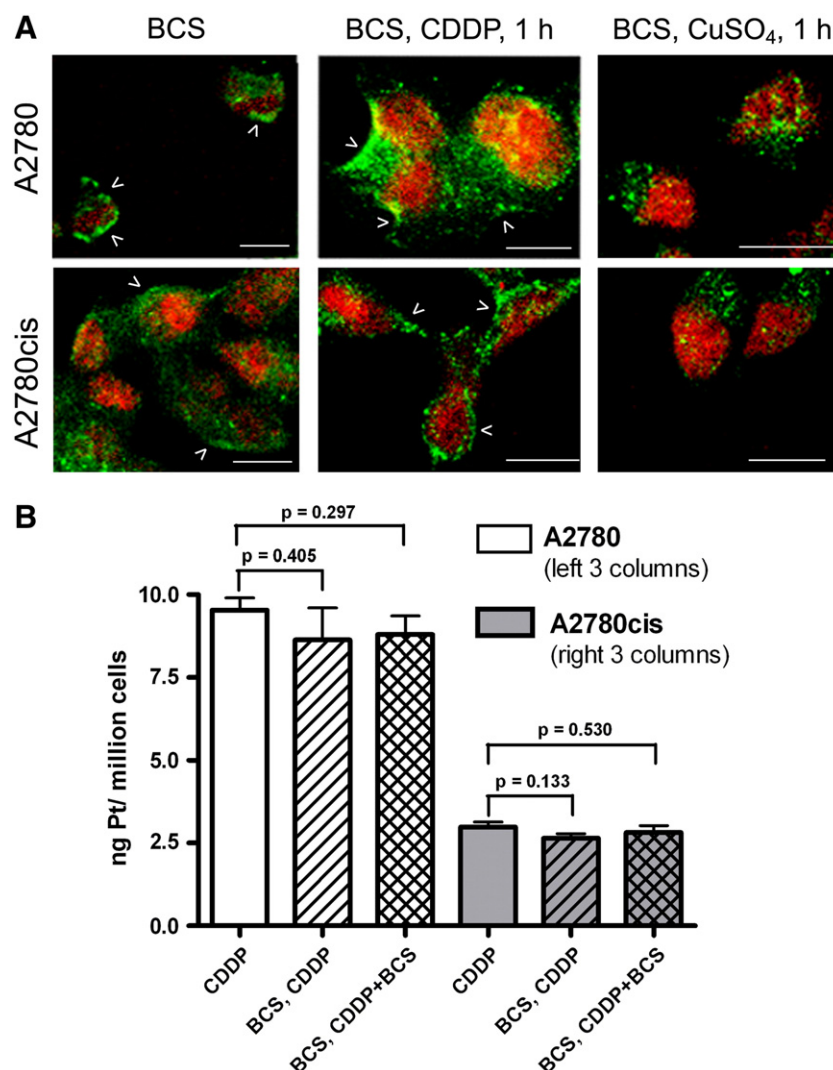 A
BCS
BCS, CDDP, 1 h
BCS, CuSO₄, 1 h
A2780
A2780cis
B
p = 0.297
p = 0.405
A2780
(left 3 columns)
A2780cis
(right 3 columns)
p = 0.530
p = 0.133
ng Pt/ million cells
10.0
7.5
5.0
2.5
0.0
CDDP
BCS, CDDP
BCS, CDDP+BCS
CDDP
BCS, CDDP
BCS, CDDP+BCS